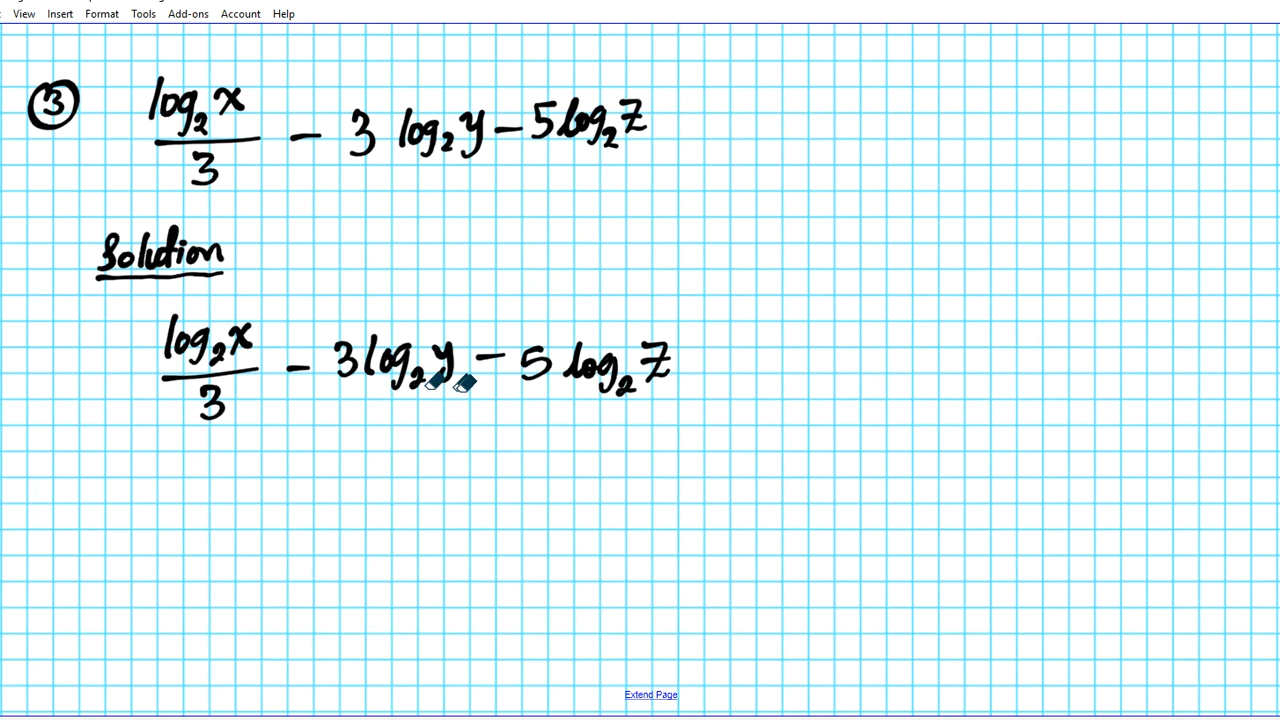 View Insert Format Tools Add-ons Account Help
③ log₂x/3 − 3 log₂y − 5log₂z
Solution
log₂x/3 − 3log₂y − 5 log₂z
Extend Page